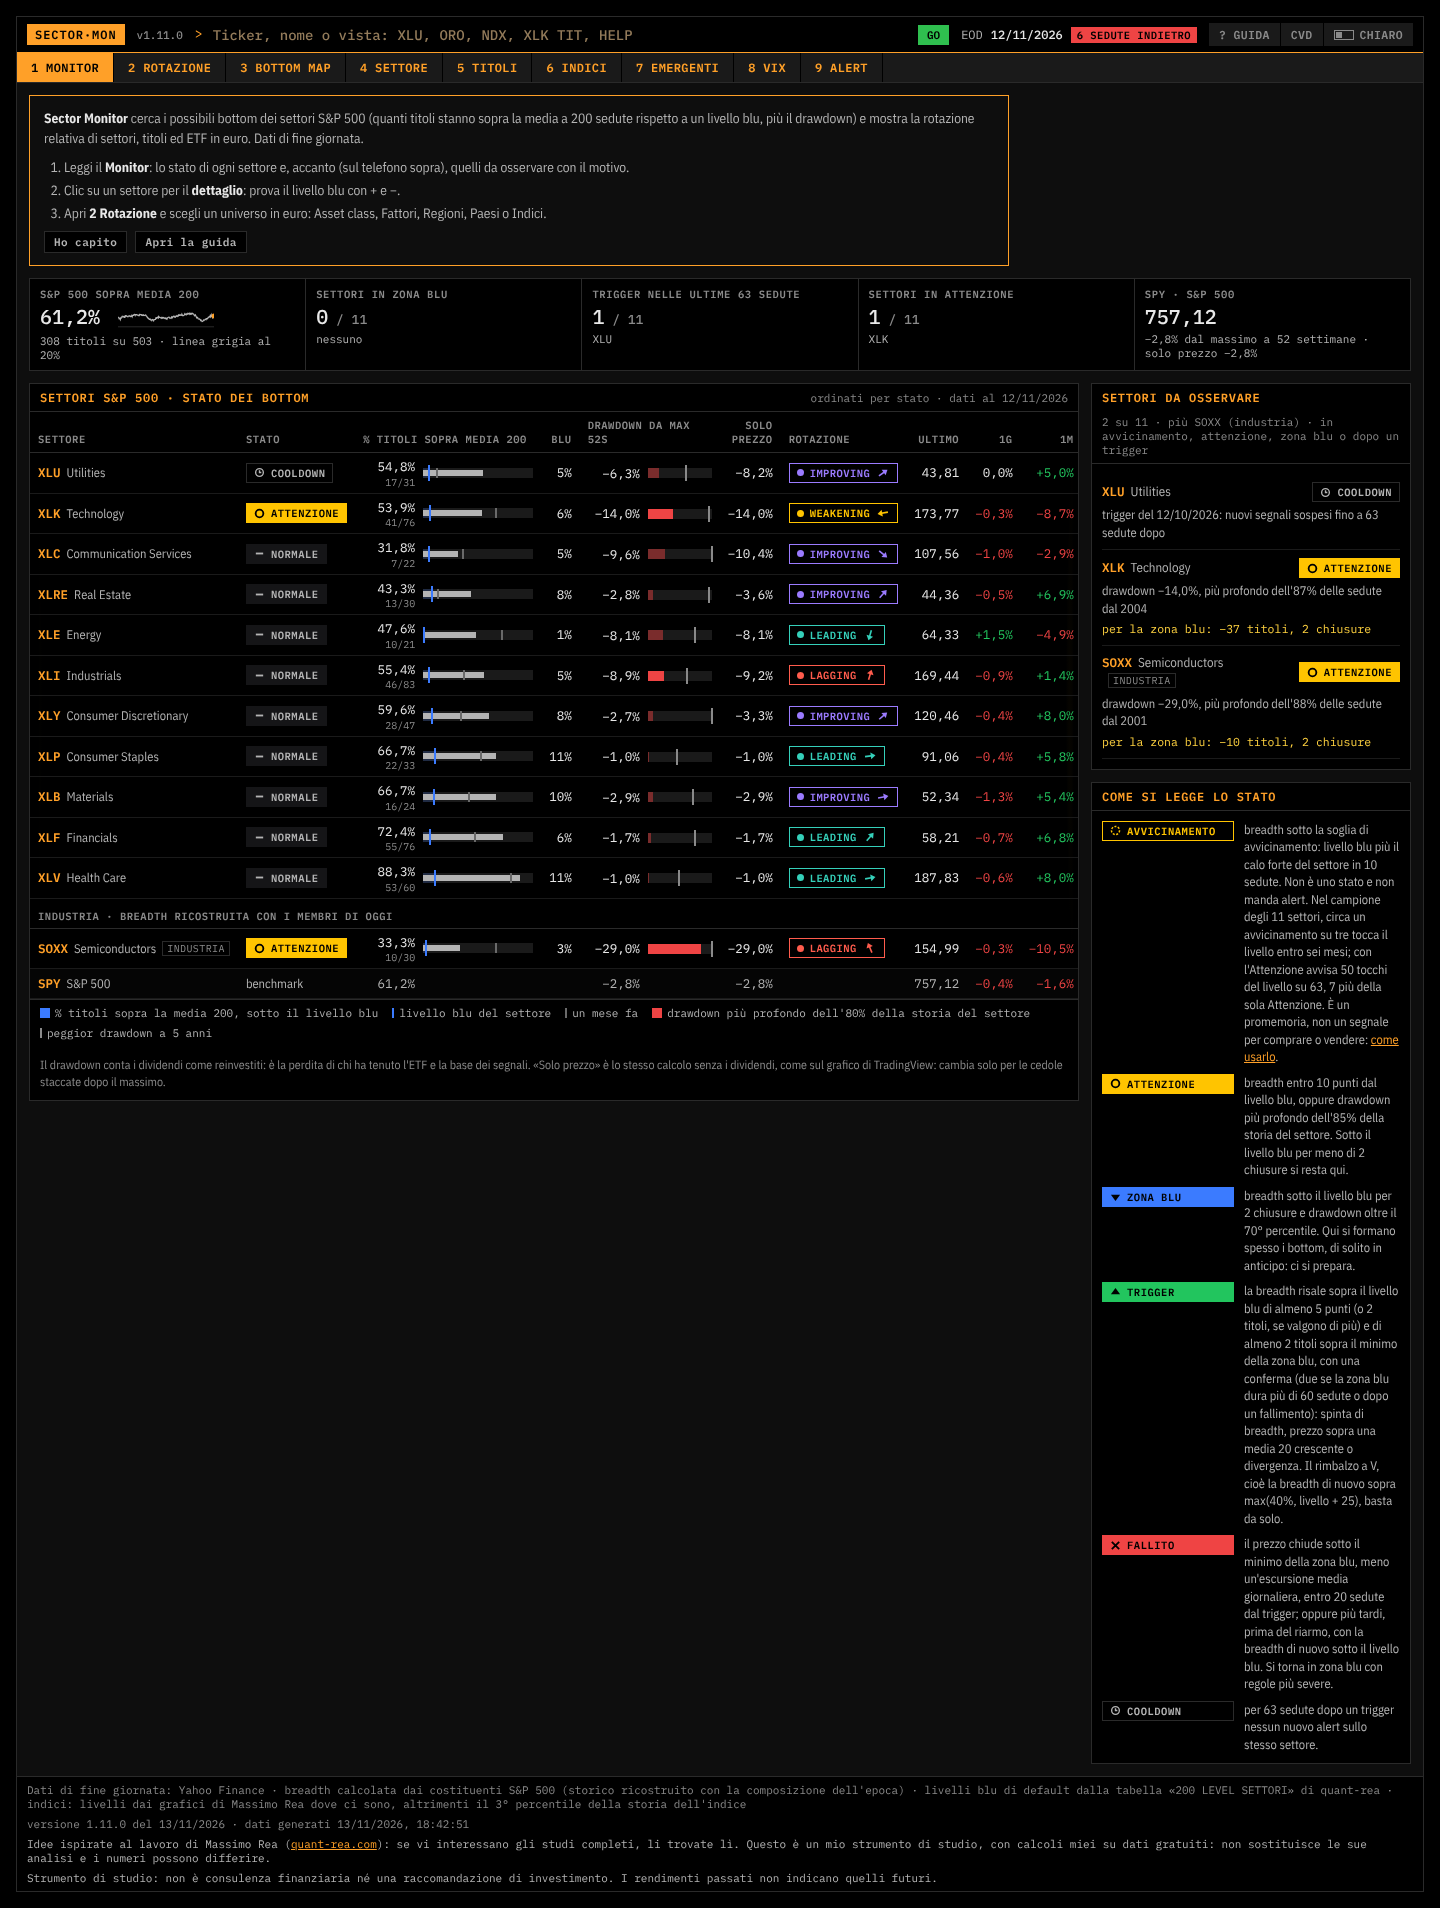 SECTOR·MON v1.11.0 > Ticker, nome o vista: XLU, ORO, NDX, XLK TIT, HELP GO EOD 12/11/2026 6 SEDUTE INDIETRO ? GUIDA CVD CHIARO
1 MONITOR 2 ROTAZIONE 3 BOTTOM MAP 4 SETTORE 5 TITOLI 6 INDICI 7 EMERGENTI 8 VIX 9 ALERT
Sector Monitor cerca i possibili bottom dei settori S&P 500 (quanti titoli stanno sopra la media a 200 sedute rispetto a un livello blu, più il drawdown) e mostra la rotazione
relativa di settori, titoli ed ETF in euro. Dati di fine giornata.
1. Leggi il Monitor: lo stato di ogni settore e, accanto (sul telefono sopra), quelli da osservare con il motivo.
2. Clic su un settore per il dettaglio: prova il livello blu con + e −.
3. Apri 2 Rotazione e scegli un universo in euro: Asset class, Fattori, Regioni, Paesi o Indici.
Ho capito Apri la guida
S&P 500 SOPRA MEDIA 200
61,2%
308 titoli su 503 · linea grigia al
20%
SETTORI IN ZONA BLU
0 / 11
nessuno
TRIGGER NELLE ULTIME 63 SEDUTE
1 / 11
XLU
SETTORI IN ATTENZIONE
1 / 11
XLK
SPY · S&P 500
757,12
−2,8% dal massimo a 52 settimane ·
solo prezzo −2,8%
SETTORI S&P 500 · STATO DEI BOTTOM ordinati per stato · dati al 12/11/2026
SETTORE STATO % TITOLI SOPRA MEDIA 200 BLU DRAWDOWN DA MAX 52S SOLO PREZZO ROTAZIONE ULTIMO 1G 1M
XLU Utilities COOLDOWN 54,8% 17/31 5% −6,3% −8,2% IMPROVING 43,81 0,0% +5,0%
XLK Technology ATTENZIONE 53,9% 41/76 6% −14,0% −14,0% WEAKENING 173,77 −0,3% −8,7%
XLC Communication Services NORMALE 31,8% 7/22 5% −9,6% −10,4% IMPROVING 107,56 −1,0% −2,9%
XLRE Real Estate NORMALE 43,3% 13/30 8% −2,8% −3,6% IMPROVING 44,36 −0,5% +6,9%
XLE Energy NORMALE 47,6% 10/21 1% −8,1% −8,1% LEADING 64,33 +1,5% −4,9%
XLI Industrials NORMALE 55,4% 46/83 5% −8,9% −9,2% LAGGING 169,44 −0,9% +1,4%
XLY Consumer Discretionary NORMALE 59,6% 28/47 8% −2,7% −3,3% IMPROVING 120,46 −0,4% +8,0%
XLP Consumer Staples NORMALE 66,7% 22/33 11% −1,0% −1,0% LEADING 91,06 −0,4% +5,8%
XLB Materials NORMALE 66,7% 16/24 10% −2,9% −2,9% IMPROVING 52,34 −1,3% +5,4%
XLF Financials NORMALE 72,4% 55/76 6% −1,7% −1,7% LEADING 58,21 −0,7% +6,8%
XLV Health Care NORMALE 88,3% 53/60 11% −1,0% −1,0% LEADING 187,83 −0,6% +8,0%
INDUSTRIA · BREADTH RICOSTRUITA CON I MEMBRI DI OGGI
SOXX Semiconductors INDUSTRIA ATTENZIONE 33,3% 10/30 3% −29,0% −29,0% LAGGING 154,99 −0,3% −10,5%
SPY S&P 500 benchmark 61,2% −2,8% −2,8% 757,12 −0,4% −1,6%
% titoli sopra la media 200, sotto il livello blu livello blu del settore un mese fa drawdown più profondo dell'80% della storia del settore
peggior drawdown a 5 anni
Il drawdown conta i dividendi come reinvestiti: è la perdita di chi ha tenuto l'ETF e la base dei segnali. «Solo prezzo» è lo stesso calcolo senza i dividendi, come sul grafico di TradingView: cambia solo per le cedole
staccate dopo il massimo.
SETTORI DA OSSERVARE
2 su 11 · più SOXX (industria) · in
avvicinamento, attenzione, zona blu o dopo un
trigger
XLU Utilities COOLDOWN
trigger del 12/10/2026: nuovi segnali sospesi fino a 63
sedute dopo
XLK Technology ATTENZIONE
drawdown −14,0%, più profondo dell'87% delle sedute
dal 2004
per la zona blu: −37 titoli, 2 chiusure
SOXX Semiconductors ATTENZIONE
INDUSTRIA
drawdown −29,0%, più profondo dell'88% delle sedute
dal 2001
per la zona blu: −10 titoli, 2 chiusure
COME SI LEGGE LO STATO
AVVICINAMENTO breadth sotto la soglia di
avvicinamento: livello blu più il
calo forte del settore in 10
sedute. Non è uno stato e non
manda alert. Nel campione
degli 11 settori, circa un
avvicinamento su tre tocca il
livello entro sei mesi; con
l'Attenzione avvisa 50 tocchi
del livello su 63, 7 più della
sola Attenzione. È un
promemoria, non un segnale
per comprare o vendere: come
usarlo.
ATTENZIONE breadth entro 10 punti dal
livello blu, oppure drawdown
più profondo dell'85% della
storia del settore. Sotto il
livello blu per meno di 2
chiusure si resta qui.
ZONA BLU breadth sotto il livello blu per
2 chiusure e drawdown oltre il
70° percentile. Qui si formano
spesso i bottom, di solito in
anticipo: ci si prepara.
TRIGGER la breadth risale sopra il livello
blu di almeno 5 punti (o 2
titoli, se valgono di più) e di
almeno 2 titoli sopra il minimo
della zona blu, con una
conferma (due se la zona blu
dura più di 60 sedute o dopo
un fallimento): spinta di
breadth, prezzo sopra una
media 20 crescente o
divergenza. Il rimbalzo a V,
cioè la breadth di nuovo sopra
max(40%, livello + 25), basta
da solo.
FALLITO il prezzo chiude sotto il
minimo della zona blu, meno
un'escursione media
giornaliera, entro 20 sedute
dal trigger; oppure più tardi,
prima del riarmo, con la
breadth di nuovo sotto il livello
blu. Si torna in zona blu con
regole più severe.
COOLDOWN per 63 sedute dopo un trigger
nessun nuovo alert sullo
stesso settore.
Dati di fine giornata: Yahoo Finance · breadth calcolata dai costituenti S&P 500 (storico ricostruito con la composizione dell'epoca) · livelli blu di default dalla tabella «200 LEVEL SETTORI» di quant-rea ·
indici: livelli dai grafici di Massimo Rea dove ci sono, altrimenti il 3° percentile della storia dell'indice
versione 1.11.0 del 13/11/2026 · dati generati 13/11/2026, 18:42:51
Idee ispirate al lavoro di Massimo Rea (quant-rea.com): se vi interessano gli studi completi, li trovate lì. Questo è un mio strumento di studio, con calcoli miei su dati gratuiti: non sostituisce le sue
analisi e i numeri possono differire.
Strumento di studio: non è consulenza finanziaria né una raccomandazione di investimento. I rendimenti passati non indicano quelli futuri.